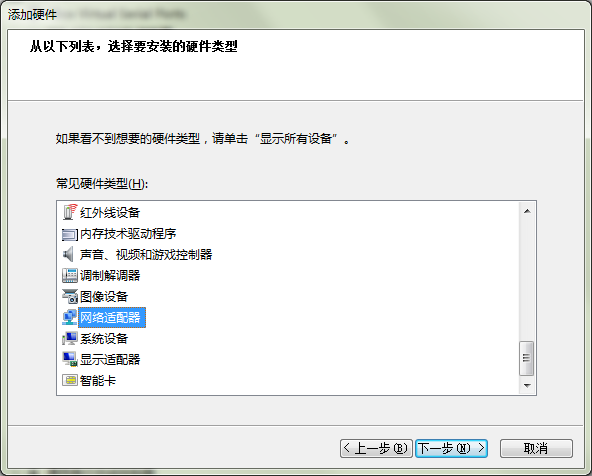 添加硬件
从以下列表，选择要安装的硬件类型
如果看不到想要的硬件类型，请单击“显示所有设备”。
常见硬件类型(H):
红外线设备
内存技术驱动程序
声音、视频和游戏控制器
调制解调器
图像设备
网络适配器
系统设备
显示适配器
智能卡
< 上一步(B) 下一步(N) > 取消